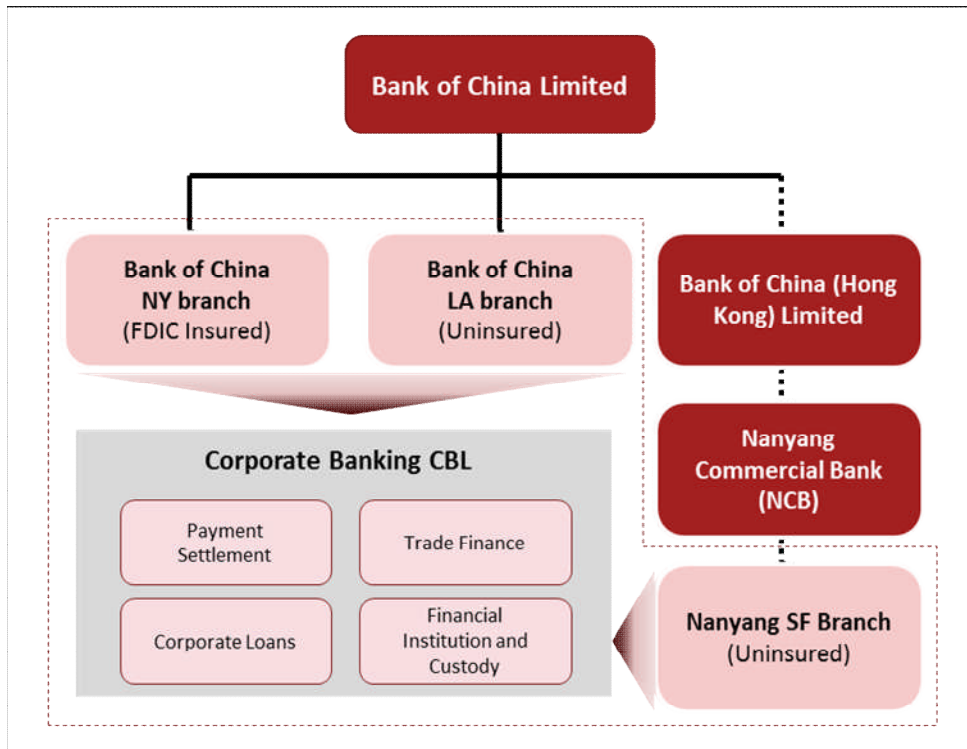 Bank of China Limited
Bank of China
NY branch
(FDIC Insured)
Bank of China
LA branch
(Uninsured)
Bank of China (Hong
Kong) Limited
Nanyang
Commercial Bank
(NCB)
Nanyang SF Branch
(Uninsured)
Corporate Banking CBL
Payment
Settlement
Trade Finance
Corporate Loans
Financial
Institution and
Custody